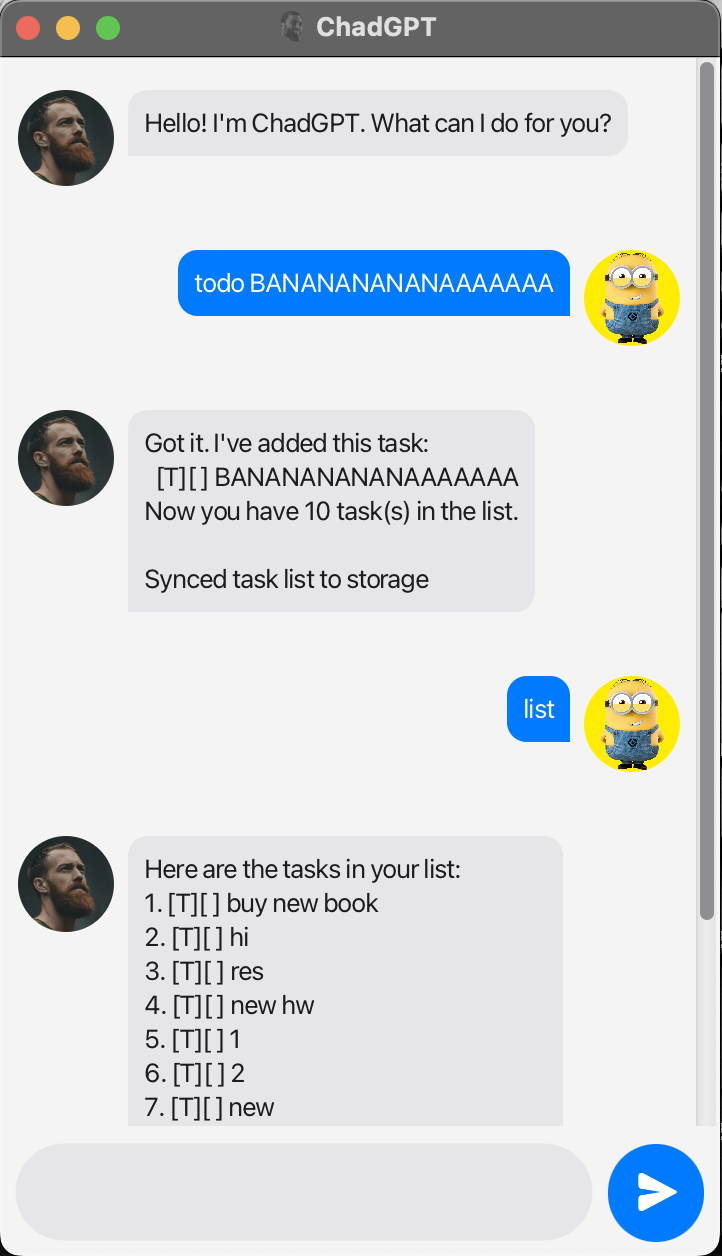 ChadGPT
Hello! I'm ChadGPT. What can I do for you?
todo BANANANANANAAAAAAA
Got it. I've added this task:
[T][ ] BANANANANANAAAAAAA
Now you have 10 task(s) in the list.
Synced task list to storage
list
Here are the tasks in your list:
1. [T][ ] buy new book
2. [T][ ] hi
3. [T][ ] res
4. [T][ ] new hw
5. [T][ ] 1
6. [T][ ] 2
7. [T][ ] new